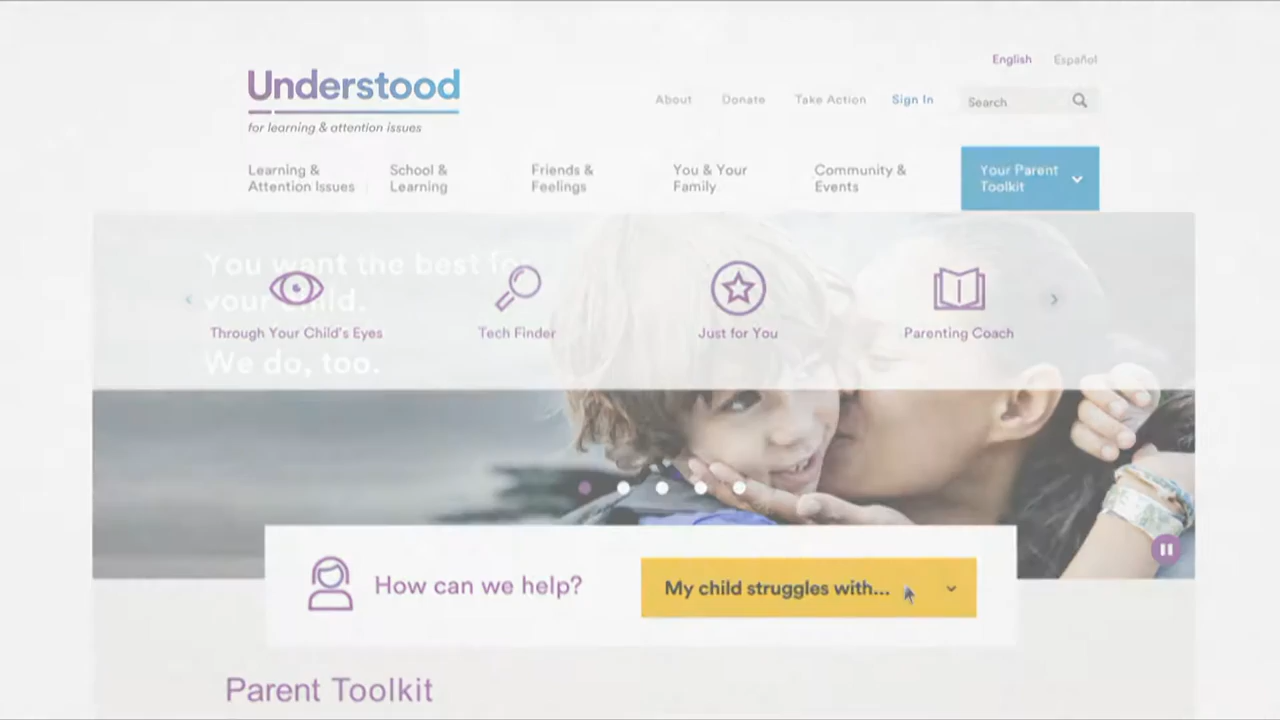 English Español
Understood
for learning & attention issues
About Donate Take Action Sign In Search
Learning & Attention Issues
School & Learning
Friends & Feelings
You & Your Family
Community & Events
Your Parent Toolkit
You want the best for
your child.
We do, too.
Through Your Child's Eyes
Tech Finder
Just for You
Parenting Coach
How can we help?
My child struggles with...
Parent Toolkit